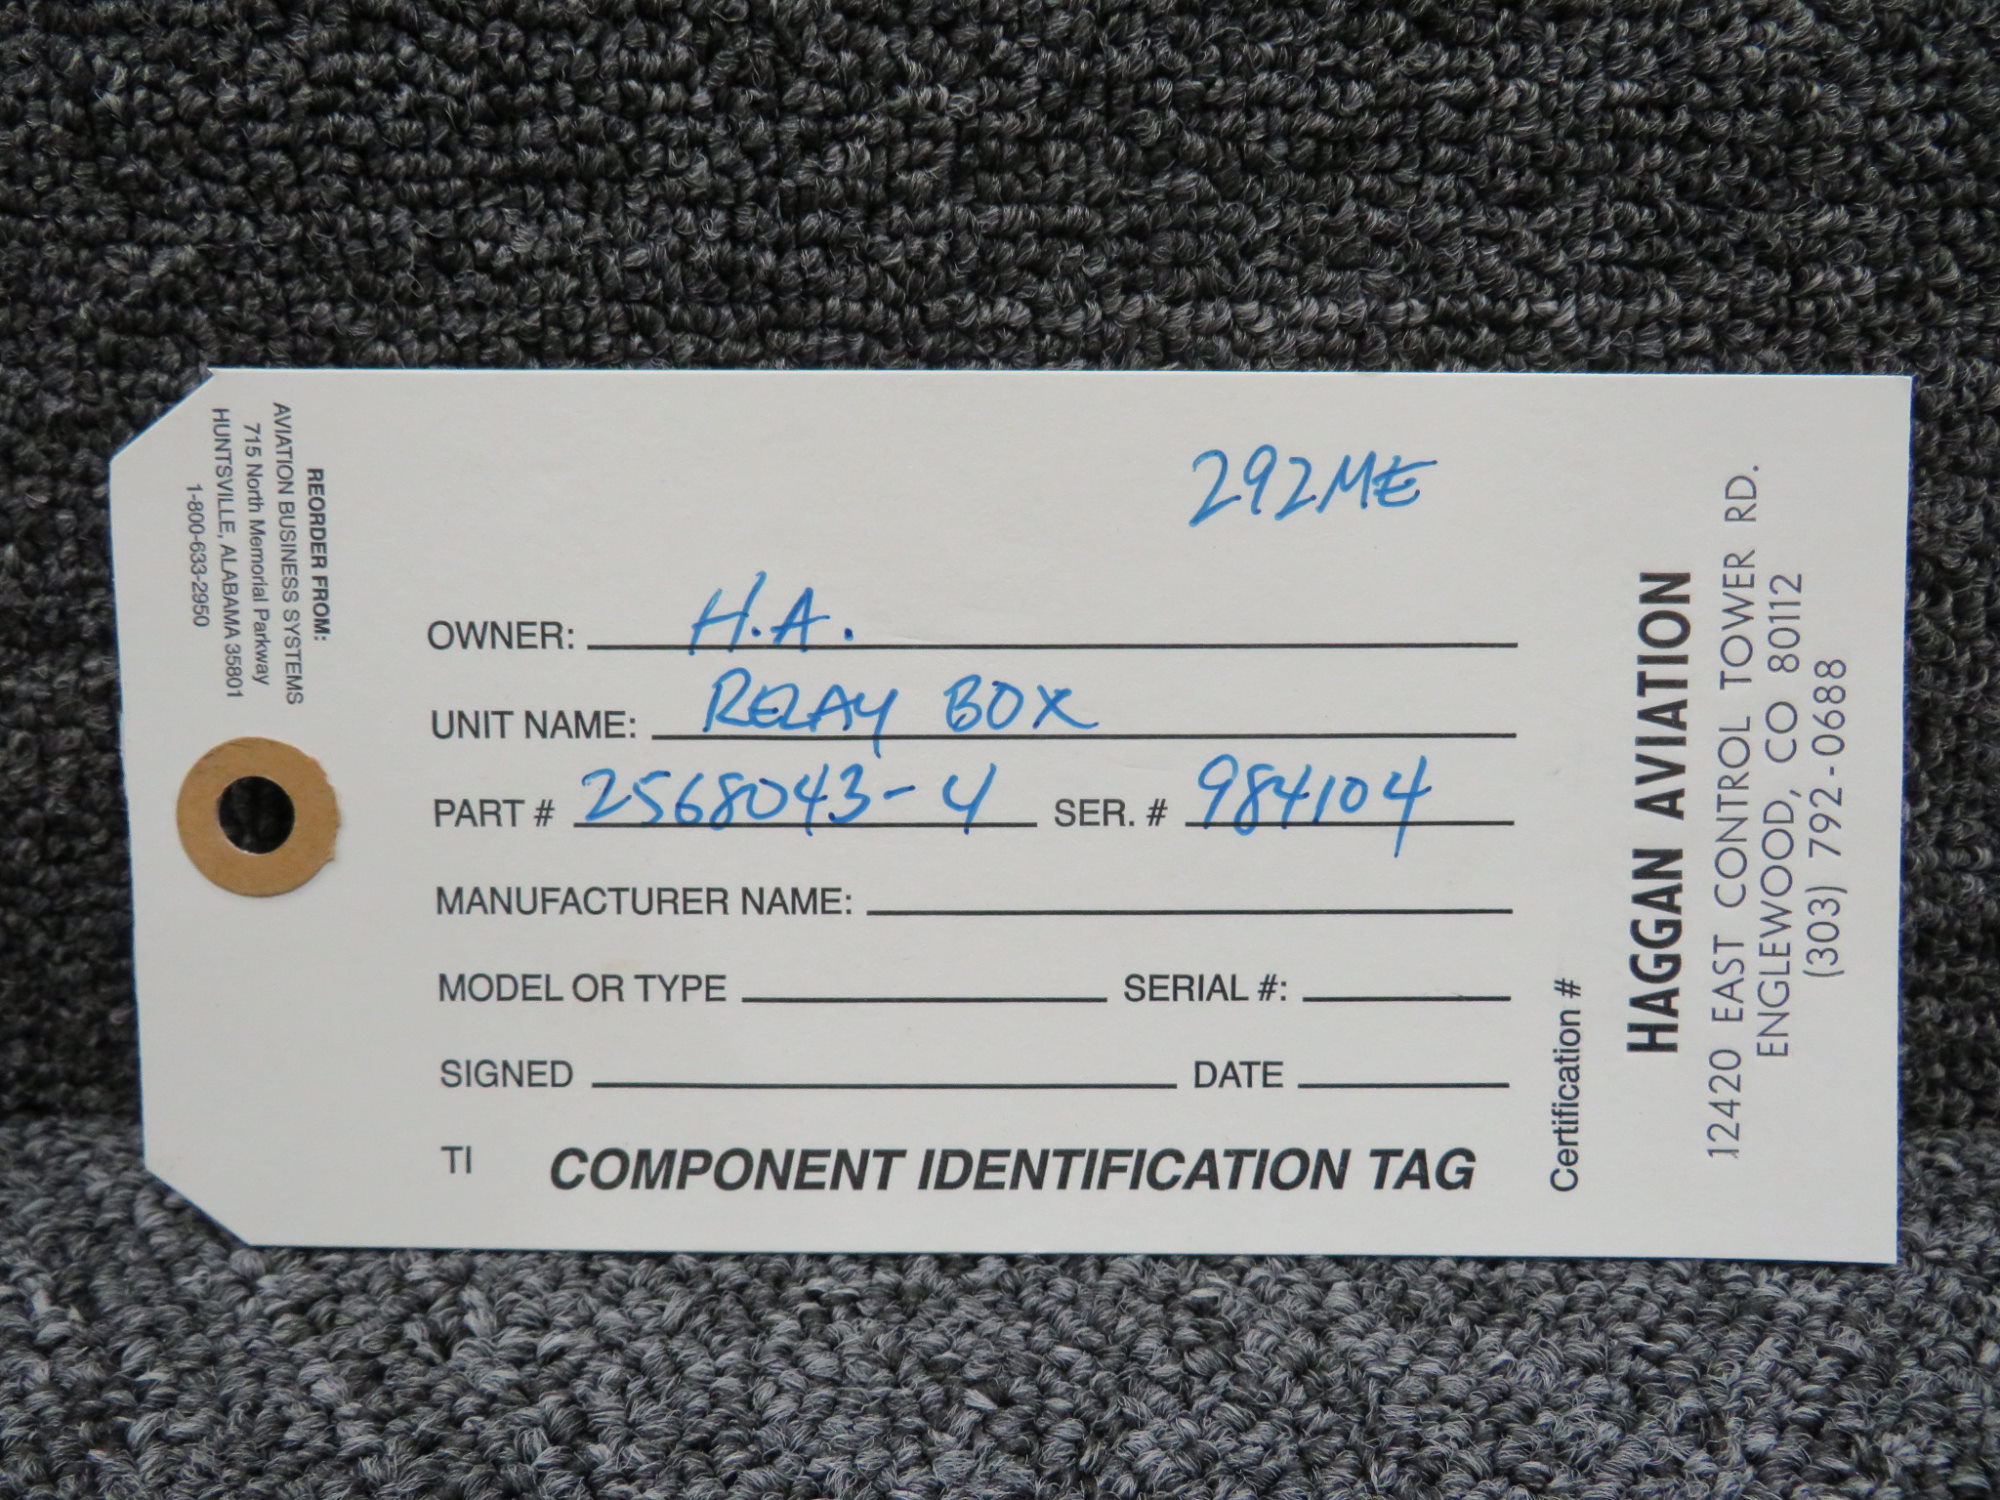 REORDER FROM:
AVIATION BUSINESS SYSTEMS
715 North Memorial Parkway
HUNTSVILLE, ALABAMA 35801
1-800-633-2950
292ME
OWNER: H.A.
UNIT NAME: RELAY BOX
PART # 2568043-4 SER. # 984104
MANUFACTURER NAME:
MODEL OR TYPE SERIAL #:
SIGNED DATE
TI COMPONENT IDENTIFICATION TAG
Certification #
HAGGAN AVIATION
12420 EAST CONTROL TOWER RD.
ENGLEWOOD, CO 80112
(303) 792-0688